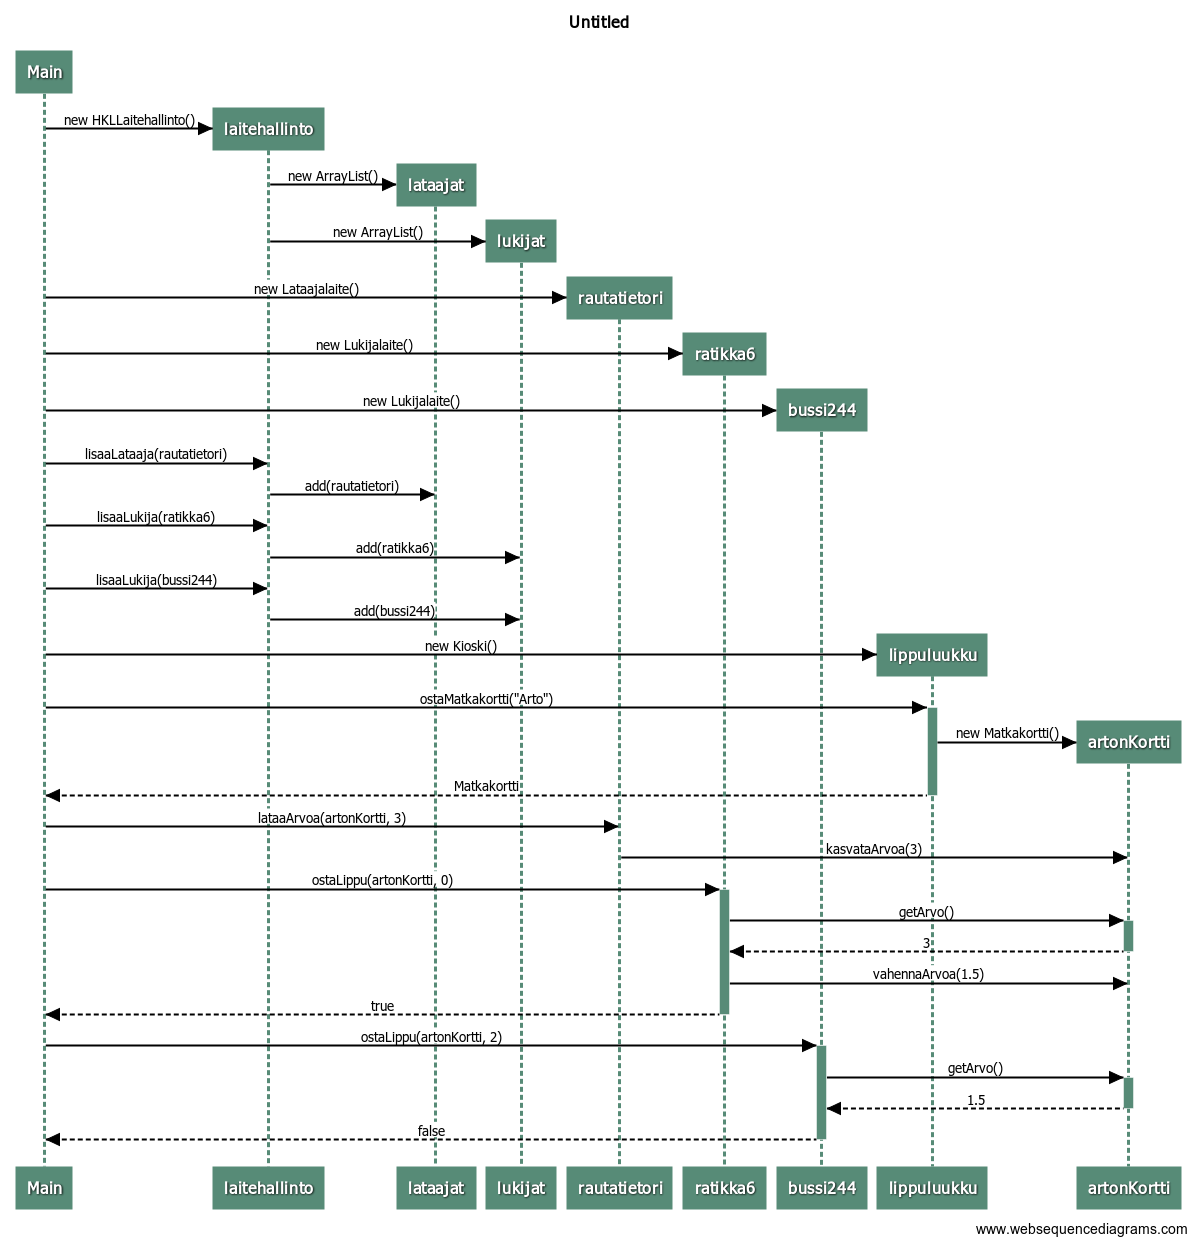 Untitled
Main
new HKLLaitehallinto()
laitehallinto
new ArrayList()
lataajat
new ArrayList()
lukijat
new Lataajalaite()
rautatietori
new Lukijalaite()
ratikka6
new Lukijalaite()
bussi244
lisaaLataaja(rautatietori)
add(rautatietori)
lisaaLukija(ratikka6)
add(ratikka6)
lisaaLukija(bussi244)
add(bussi244)
new Kioski()
lippuluukku
ostaMatkakortti("Arto")
new Matkakortti()
artonKortti
Matkakortti
lataaArvoa(artonKortti, 3)
kasvataArvoa(3)
ostaLippu(artonKortti, 0)
getArvo()
3
vahennaArvoa(1.5)
true
ostaLippu(artonKortti, 2)
getArvo()
1.5
false
Main laitehallinto lataajat lukijat rautatietori ratikka6 bussi244 lippuluukku artonKortti
www.websequencediagrams.com